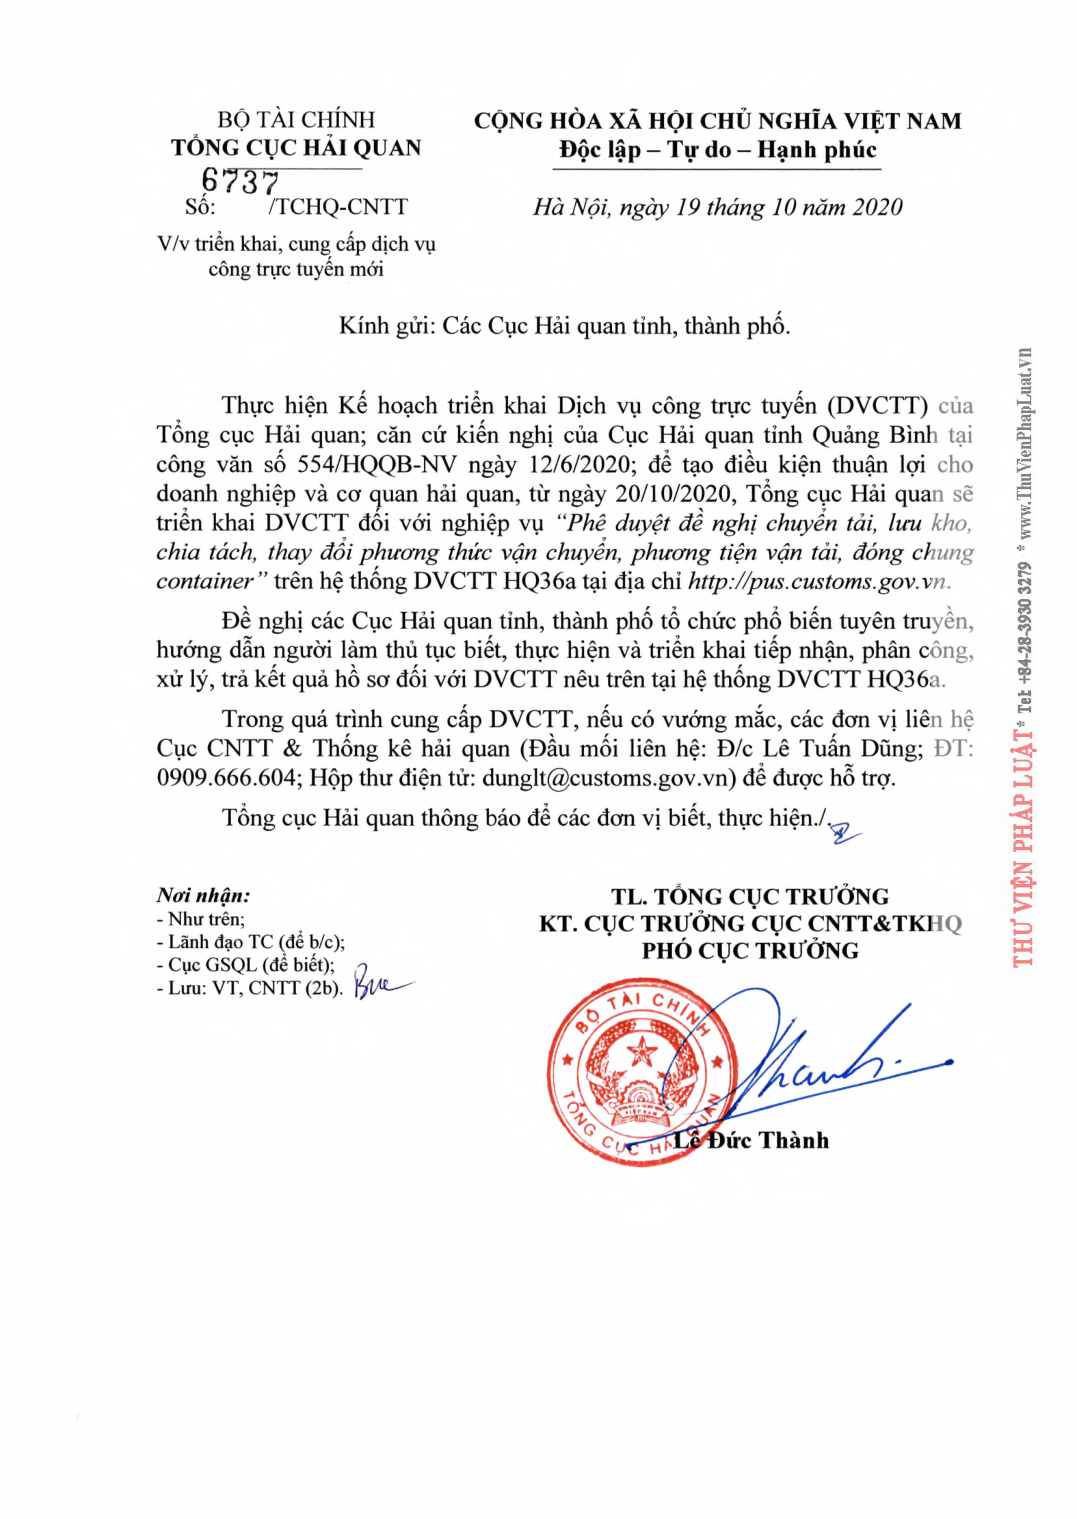 BỘ TÀI CHÍNH
TỔNG CỤC HẢI QUAN
6737
Số: /TCHQ-CNTT
V/v triển khai, cung cấp dịch vụ
công trực tuyến mới
CỘNG HÒA XÃ HỘI CHỦ NGHĨA VIỆT NAM
Độc lập – Tự do – Hạnh phúc
Hà Nội, ngày 19 tháng 10 năm 2020
Kính gửi: Các Cục Hải quan tỉnh, thành phố.
Thực hiện Kế hoạch triển khai Dịch vụ công trực tuyến (DVCTT) của
Tổng cục Hải quan; căn cứ kiến nghị của Cục Hải quan tỉnh Quảng Bình tại
công văn số 554/HQQB-NV ngày 12/6/2020; để tạo điều kiện thuận lợi cho
doanh nghiệp và cơ quan hải quan, từ ngày 20/10/2020, Tổng cục Hải quan sẽ
triển khai DVCTT đối với nghiệp vụ “Phê duyệt đề nghị chuyển tải, lưu kho,
chia tách, thay đổi phương thức vận chuyển, phương tiện vận tải, đóng chung
container” trên hệ thống DVCTT HQ36a tại địa chỉ http://pus.customs.gov.vn.
Đề nghị các Cục Hải quan tỉnh, thành phố tổ chức phổ biến tuyên truyền,
hướng dẫn người làm thủ tục biết, thực hiện và triển khai tiếp nhận, phân công,
xử lý, trả kết quả hồ sơ đối với DVCTT nêu trên tại hệ thống DVCTT HQ36a.
Trong quá trình cung cấp DVCTT, nếu có vướng mắc, các đơn vị liên hệ
Cục CNTT & Thống kê hải quan (Đầu mối liên hệ: Đ/c Lê Tuấn Dũng; ĐT:
0909.666.604; Hộp thư điện tử: dunglt@customs.gov.vn) để được hỗ trợ.
Tổng cục Hải quan thông báo để các đơn vị biết, thực hiện./.
Nơi nhận:
- Như trên;
- Lãnh đạo TC (để b/c);
- Cục GSQL (để biết);
- Lưu: VT, CNTT (2b).
TL. TỔNG CỤC TRƯỞNG
KT. CỤC TRƯỞNG CỤC CNTT&TKHQ
PHÓ CỤC TRƯỞNG
BỘ TÀI CHÍNH
TỔNG CỤC HẢI QUAN
Lê Đức Thành
THƯ VIỆN PHÁP LUẬT * Tel: +84-28-3930 3279 * www.ThuVienPhapLuat.vn